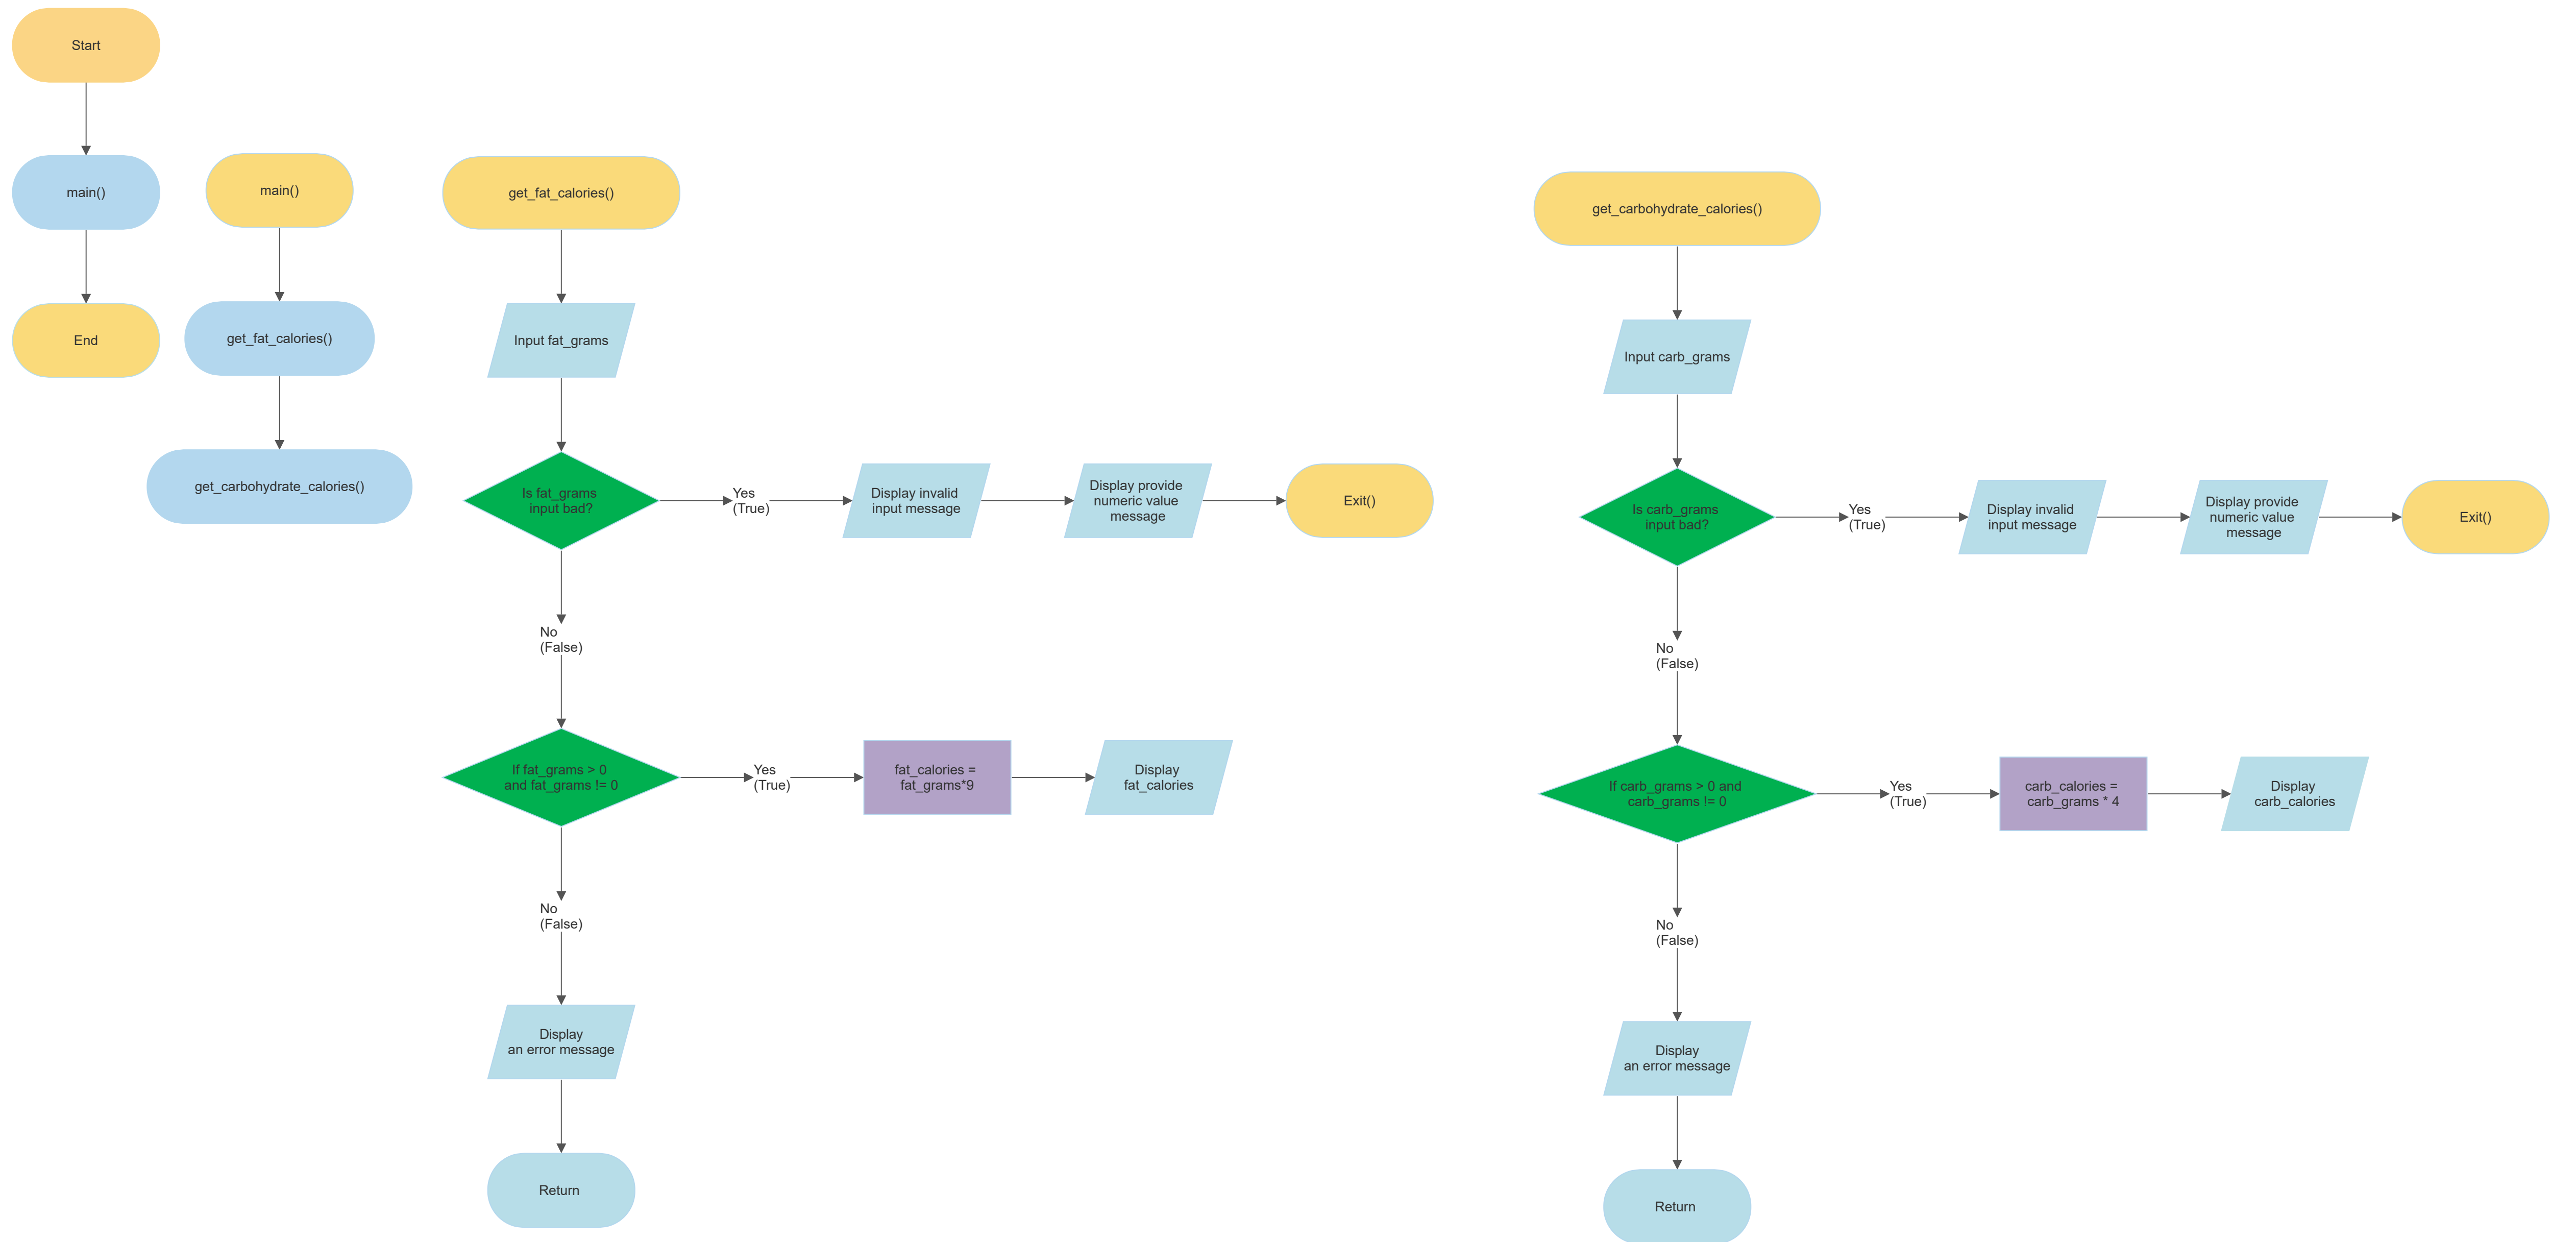 Start
main()
End
main()
get_fat_calories()
get_carbohydrate_calories()
get_fat_calories()
Input fat_grams
Is fat_grams
input bad?
Yes
(True)
Display invalid
input message
Display provide
numeric value
message
Exit()
No
(False)
If fat_grams > 0
and fat_grams != 0
Yes
(True)
fat_calories =
fat_grams*9
Display
fat_calories
No
(False)
Display
an error message
Return
get_carbohydrate_calories()
Input carb_grams
Is carb_grams
input bad?
Yes
(True)
Display invalid
input message
Display provide
numeric value
message
Exit()
No
(False)
If carb_grams > 0 and
carb_grams != 0
Yes
(True)
carb_calories =
carb_grams * 4
Display
carb_calories
No
(False)
Display
an error message
Return